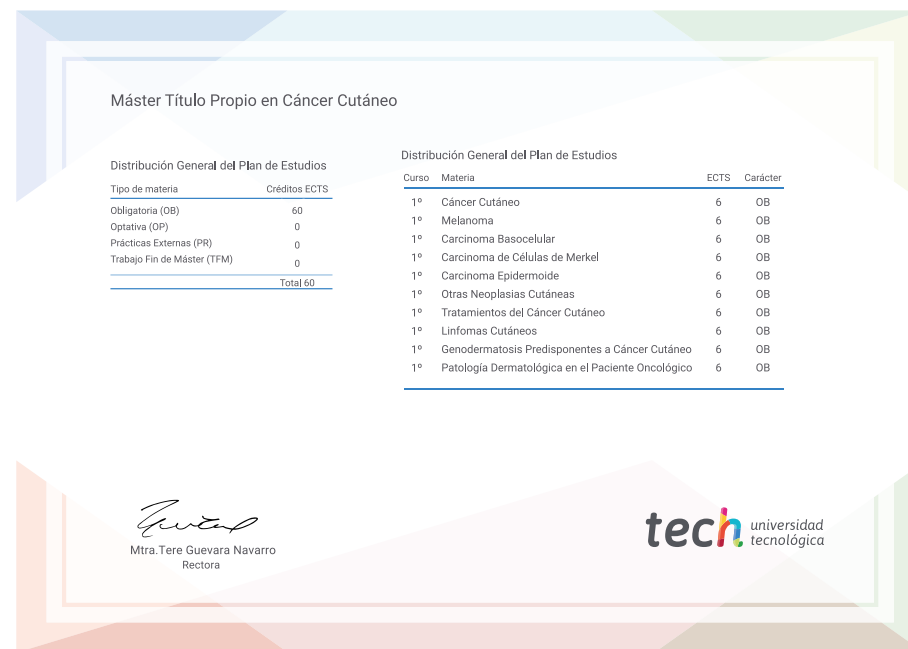 Máster Título Propio en Cáncer Cutáneo
Distribución General del Plan de Estudios
Tipo de materia Créditos ECTS
Obligatoria (OB) 60
Optativa (OP) 0
Prácticas Externas (PR) 0
Trabajo Fin de Máster (TFM) 0
Total 60
Distribución General del Plan de Estudios
Curso Materia ECTS Carácter
1º Cáncer Cutáneo 6 OB
1º Melanoma 6 OB
1º Carcinoma Basocelular 6 OB
1º Carcinoma de Células de Merkel 6 OB
1º Carcinoma Epidermoide 6 OB
1º Otras Neoplasias Cutáneas 6 OB
1º Tratamientos del Cáncer Cutáneo 6 OB
1º Linfomas Cutáneos 6 OB
1º Genodermatosis Predisponentes a Cáncer Cutáneo 6 OB
1º Patología Dermatológica en el Paciente Oncológico 6 OB
Mtra.Tere Guevara Navarro
Rectora
tech universidad
tecnológica